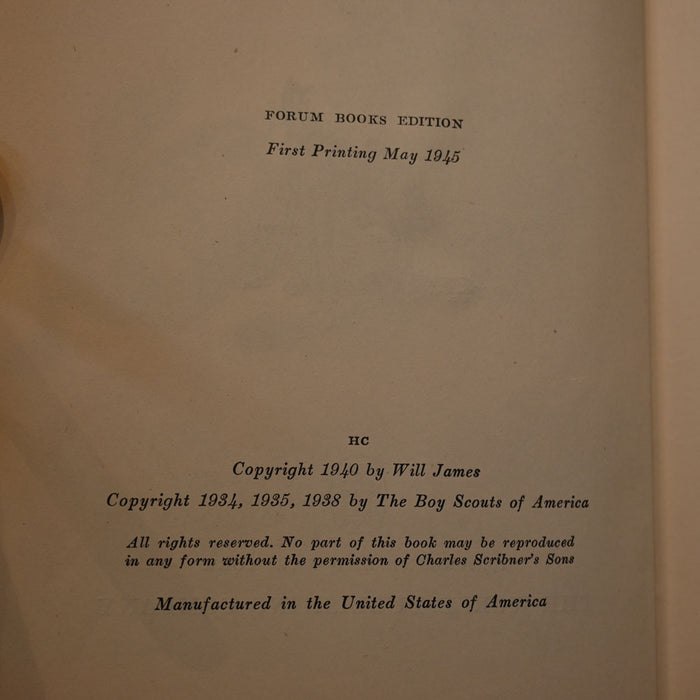 FORUM BOOKS EDITION
First Printing May 1945
HC
Copyright 1940 by Will James
Copyright 1934, 1935, 1938 by The Boy Scouts of America
All rights reserved. No part of this book may be reproduced
in any form without the permission of Charles Scribner's Sons
Manufactured in the United States of America